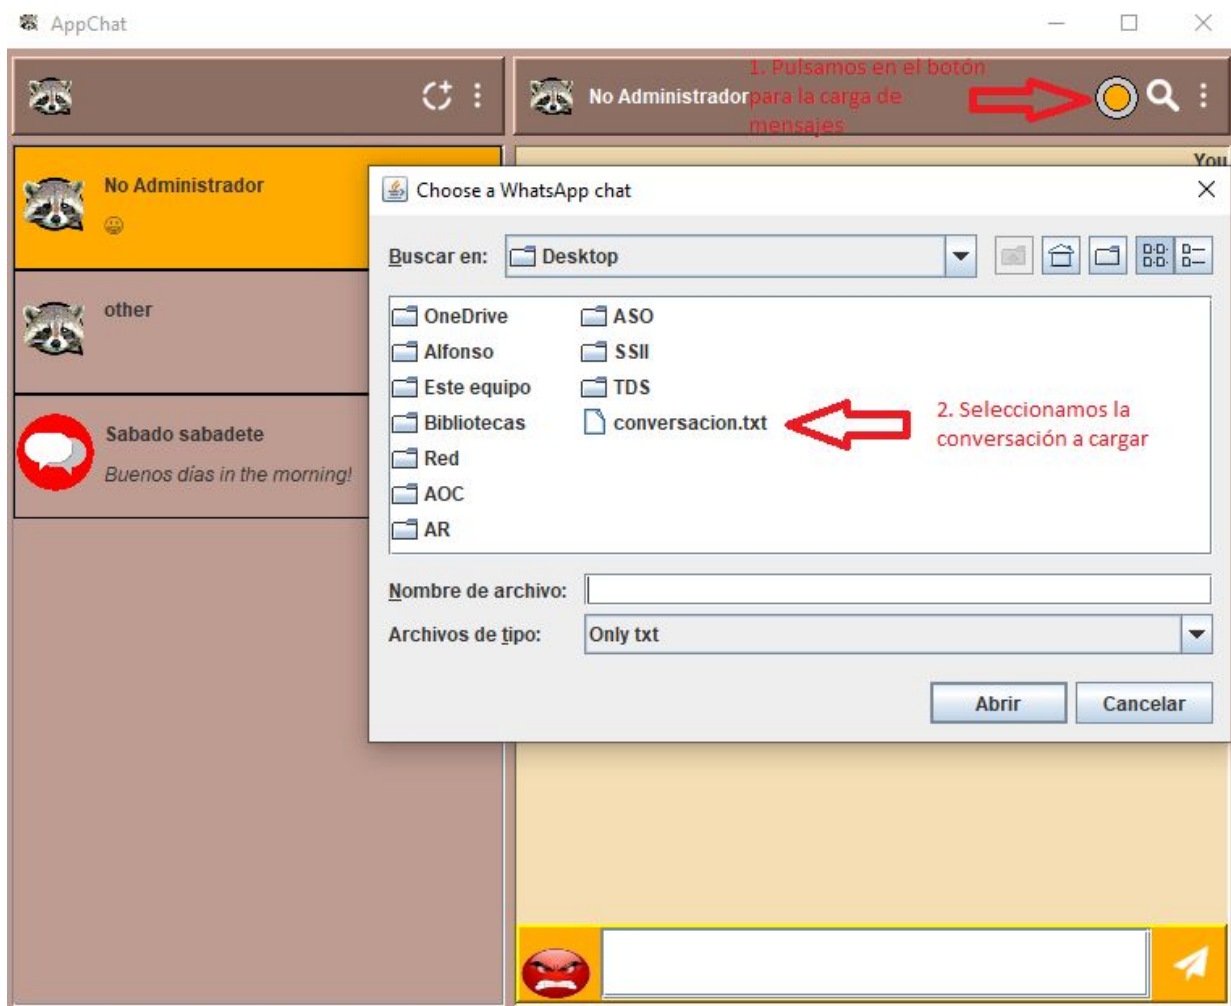 AppChat
No Administrador
1. Pulsamos en el botón
para la carga de
mensajes
You
No Administrador
other
Sabado sabadete
Buenos días in the morning!
Choose a WhatsApp chat
Buscar en:
Desktop
OneDrive
Alfonso
Este equipo
Bibliotecas
Red
AOC
AR
ASO
SSII
TDS
conversacion.txt
2. Seleccionamos la
conversación a cargar
Nombre de archivo:
Archivos de tipo:
Only txt
Abrir
Cancelar